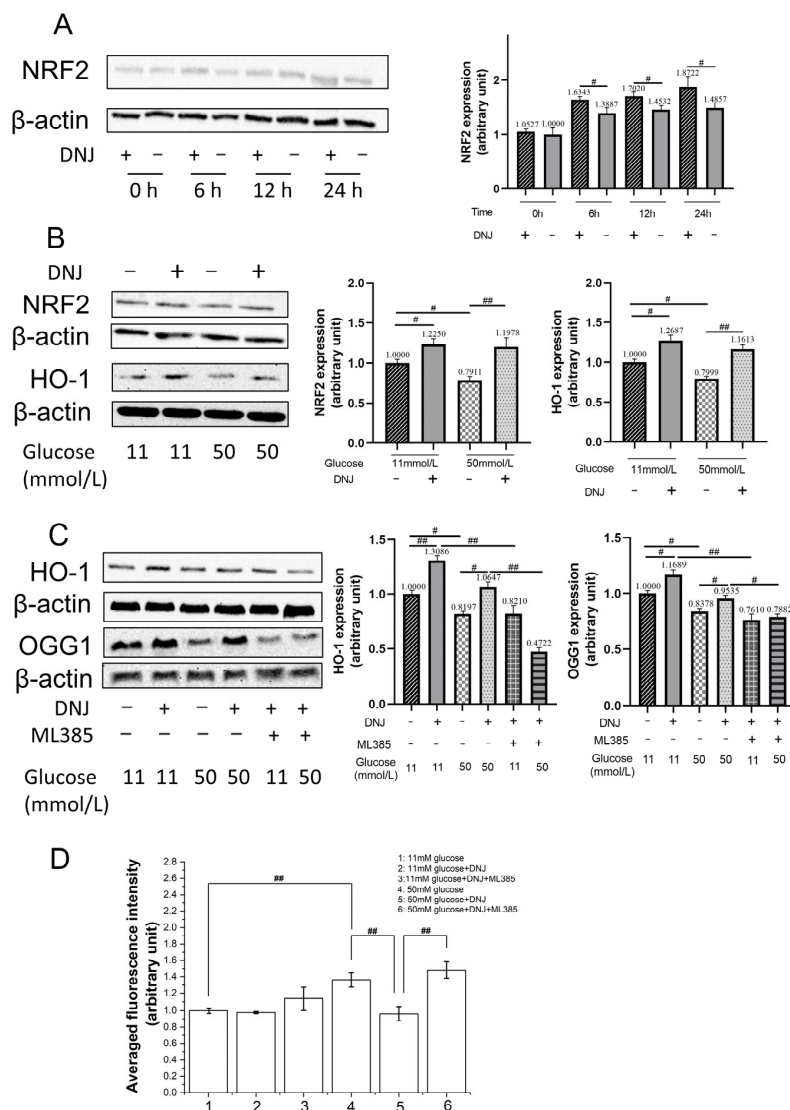 A
NRF2
β-actin
DNJ + − + − + − + −
0 h 6 h 12 h 24 h
NRF2 expression
(arbitrary unit)
2
1
0
1.0527 1.0000 1.6343 1.3887 1.7020 1.4532 1.8722 1.4857
# # #
Time 0h 6h 12h 24h
DNJ + − + − + − + −
B
DNJ − + − +
NRF2
β-actin
HO-1
β-actin
Glucose 11 11 50 50
(mmol/L)
NRF2 expression
(arbitrary unit)
2.0
1.5
1.0
0.5
0.0
# # ##
1.0000 1.2250 0.7911 1.1978
Glucose 11mmol/L 50mmol/L
DNJ − + − +
HO-1 expression
(arbitrary unit)
2.0
1.5
1.0
0.5
0.0
# # ##
1.0000 1.2687 0.7999 1.1613
Glucose 11mmol/L 50mmol/L
DNJ − + − +
C
HO-1
β-actin
OGG1
β-actin
DNJ − + − + + +
ML385 − − − − + +
Glucose 11 11 50 50 11 50
(mmol/L)
HO-1 expression
(arbitrary unit)
1.5
1.0
0.5
0.0
#
## ##
# ##
1.0000 1.3086 0.8197 1.0647 0.8210 0.4722
DNJ − + − + + +
ML385 − − − − + +
Glucose 11 11 50 50 11 50
(mmol/L)
OGG1 expression
(arbitrary unit)
1.5
1.0
0.5
0.0
#
# ##
# #
1.0000 1.1689 0.8378 0.9535 0.7610 0.7882
DNJ − + − + + +
ML385 − − − − + +
Glucose 11 11 50 50 11 50
(mmol/L)
D
Averaged fluorescence intensity
(arbitrary unit)
2.8
2.6
2.4
2.2
2.0
1.8
1.6
1.4
1.2
1.0
0.8
0.6
0.4
0.2
0.0
1: 11mM glucose
2: 11mM glucose+DNJ
3:11mM glucose+DNJ+ML385
4: 50mM glucose
5: 50mM glucose+DNJ
6: 50mM glucose+DNJ+ML385
##
## ##
1 2 3 4 5 6